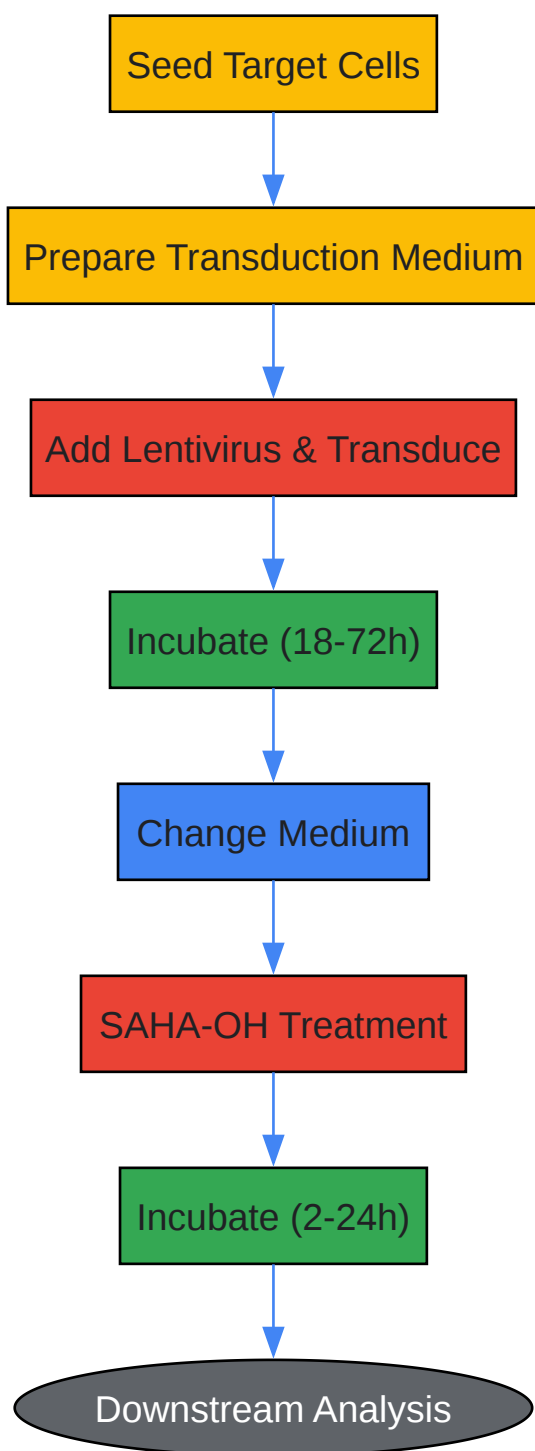 Seed Target Cells
Prepare Transduction Medium
Add Lentivirus & Transduce
Incubate (18-72h)
Change Medium
SAHA-OH Treatment
Incubate (2-24h)
Downstream Analysis